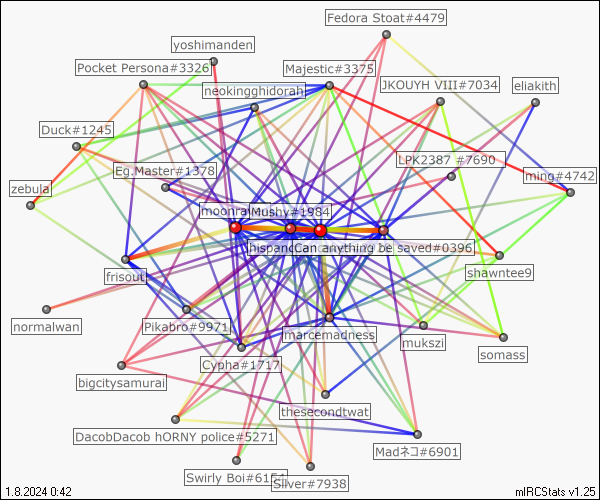 Fedora Stoat#4479
yoshimanden
Pocket Persona#3326
Majestic#3375
JKOUYH VIII#7034
neokingghidorah
eliakith
Duck#1245
LPK2387 #7690
Eg.Master#1378
ming#4742
zebula
moonra
Mushy#1984
hispano
Can anything be saved#0396
frisout
shawntee9
normalwan
Pikabro#9971
marcemadness
mukszi
somass
Cypha#1717
bigcitysamurai
thesecondtwat
DacobDacob hORNY police#5271
Madネコ#6901
Swirly Boi#6154
Silver#7938
1.8.2024 0:42
mIRCStats v1.25